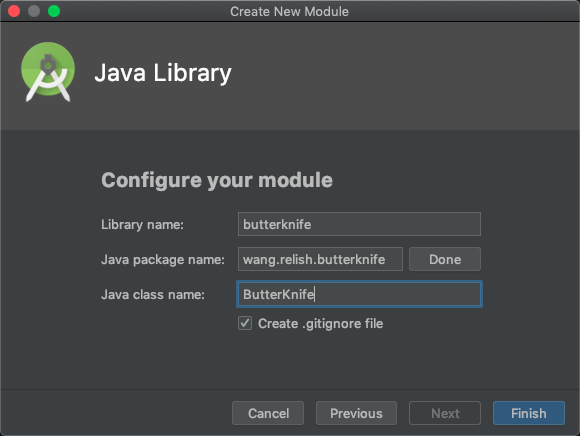 Create New Module
Java Library
Configure your module
Library name: butterknife
Java package name: wang.relish.butterknife Done
Java class name: ButterKnife
Create .gitignore file
Cancel Previous Next Finish